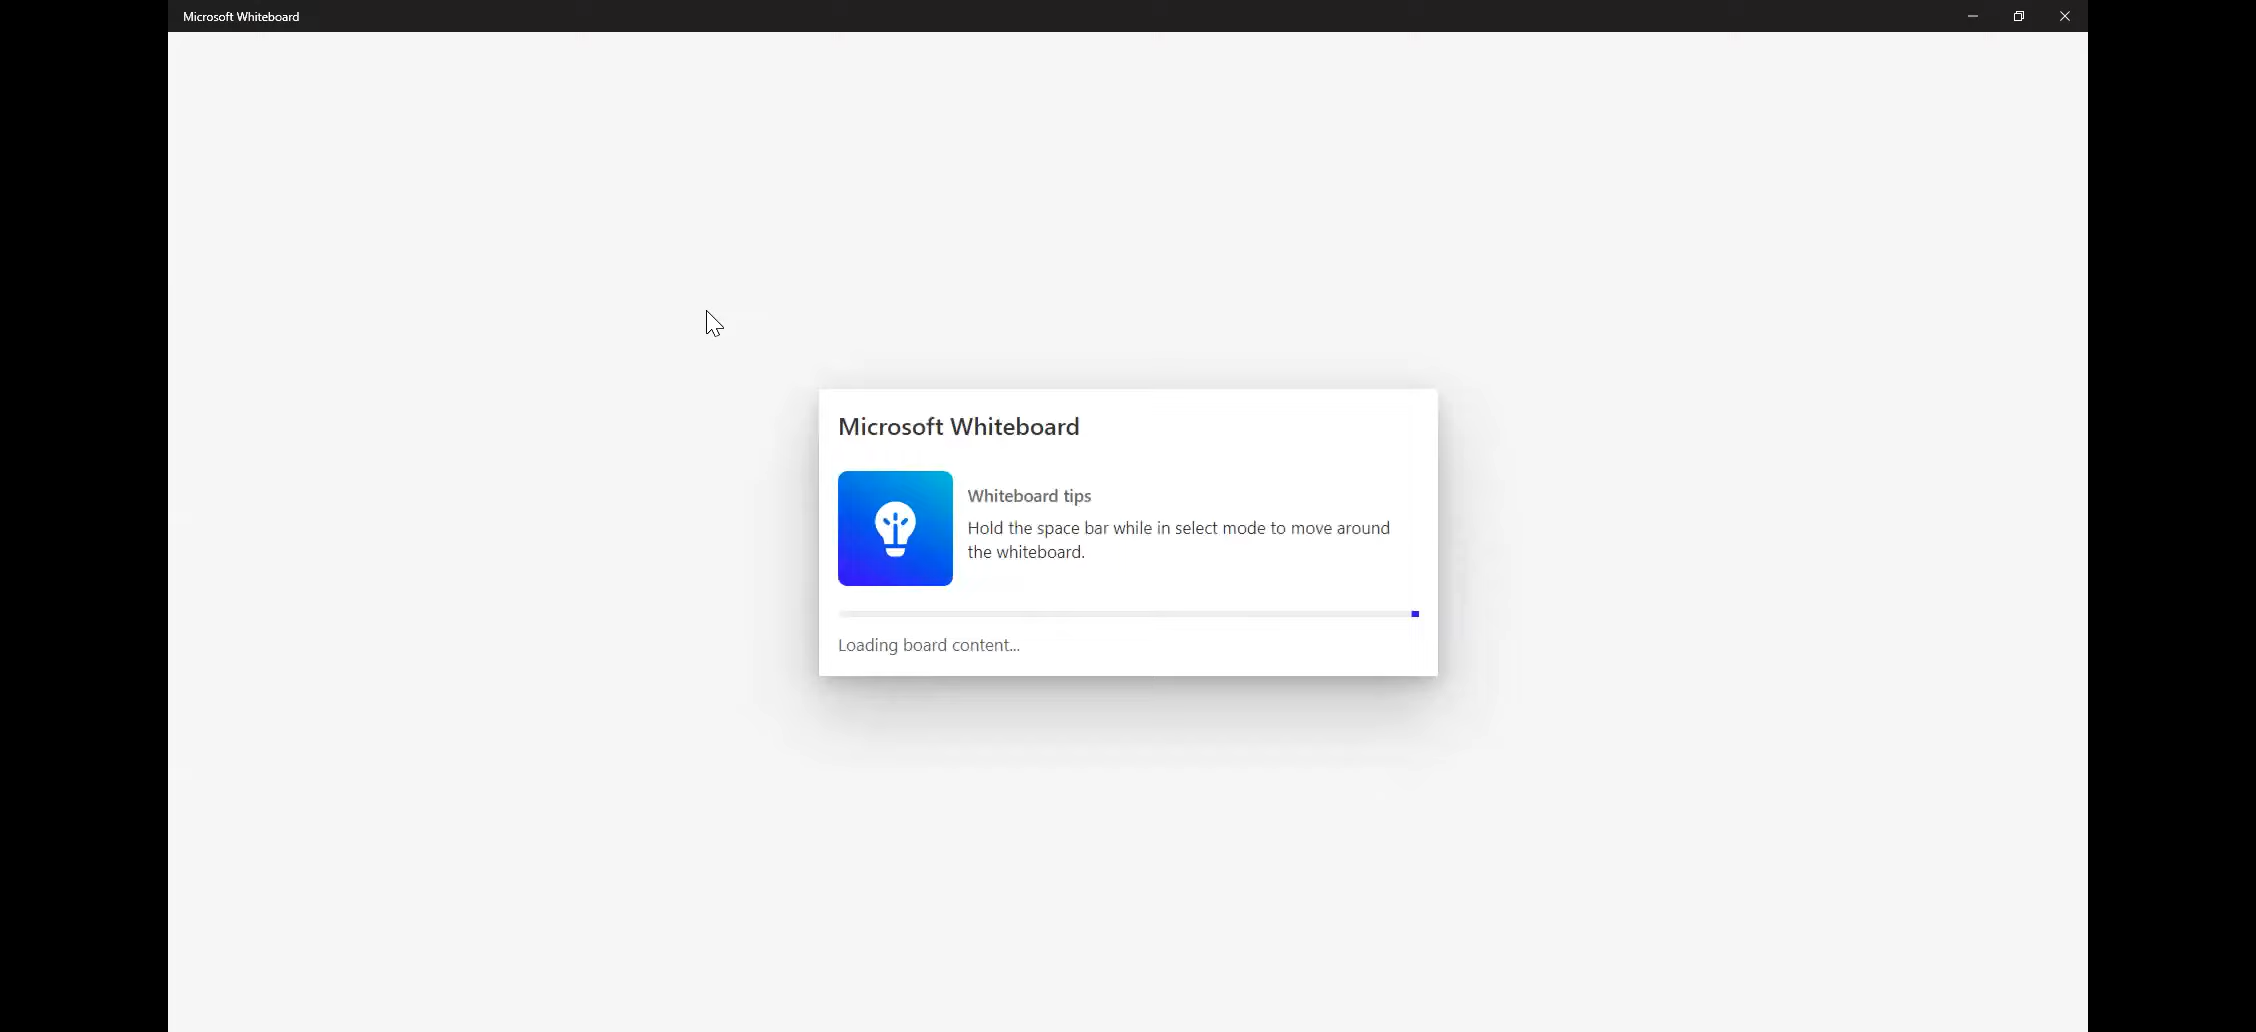 Microsoft Whiteboard
Microsoft Whiteboard
Whiteboard tips
Hold the space bar while in select mode to move around
the whiteboard.
Loading board content...